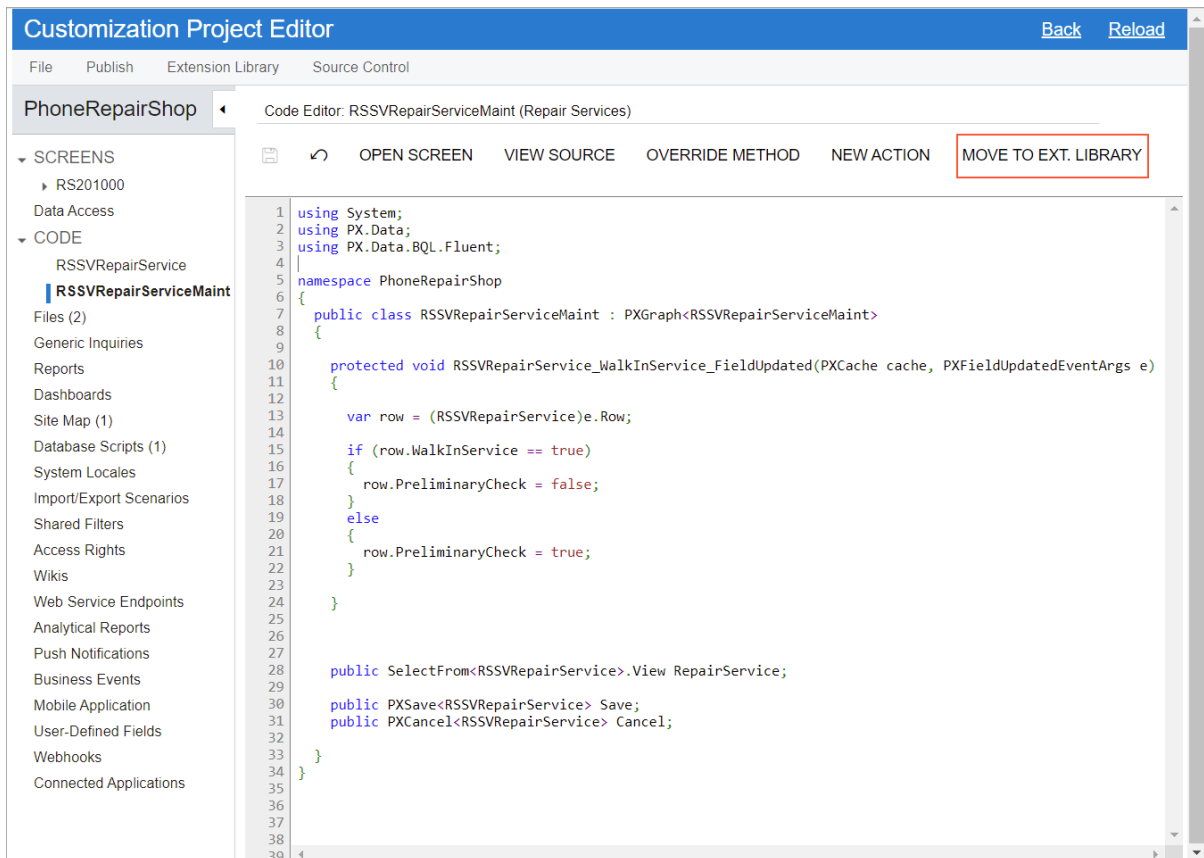 Customization Project Editor
Back Reload
File Publish Extension Library Source Control
PhoneRepairShop
Code Editor: RSSVRepairServiceMaint (Repair Services)
OPEN SCREEN VIEW SOURCE OVERRIDE METHOD NEW ACTION MOVE TO EXT. LIBRARY
SCREENS
RS201000
Data Access
CODE
RSSVRepairService
RSSVRepairServiceMaint
Files (2)
Generic Inquiries
Reports
Dashboards
Site Map (1)
Database Scripts (1)
System Locales
Import/Export Scenarios
Shared Filters
Access Rights
Wikis
Web Service Endpoints
Analytical Reports
Push Notifications
Business Events
Mobile Application
User-Defined Fields
Webhooks
Connected Applications
1 using System;
2 using PX.Data;
3 using PX.Data.BQL.Fluent;
4
5 namespace PhoneRepairShop
6 {
7 public class RSSVRepairServiceMaint : PXGraph<RSSVRepairServiceMaint>
8 {
9
10 protected void RSSVRepairService_WalkInService_FieldUpdated(PXCache cache, PXFieldUpdatedEventArgs e)
11 {
12
13 var row = (RSSVRepairService)e.Row;
14
15 if (row.WalkInService == true)
16 {
17 row.PreliminaryCheck = false;
18 }
19 else
20 {
21 row.PreliminaryCheck = true;
22 }
23
24 }
25
26
27
28 public SelectFrom<RSSVRepairService>.View RepairService;
29
30 public PXSave<RSSVRepairService> Save;
31 public PXCancel<RSSVRepairService> Cancel;
32
33 }
34 }
35
36
37
38
39